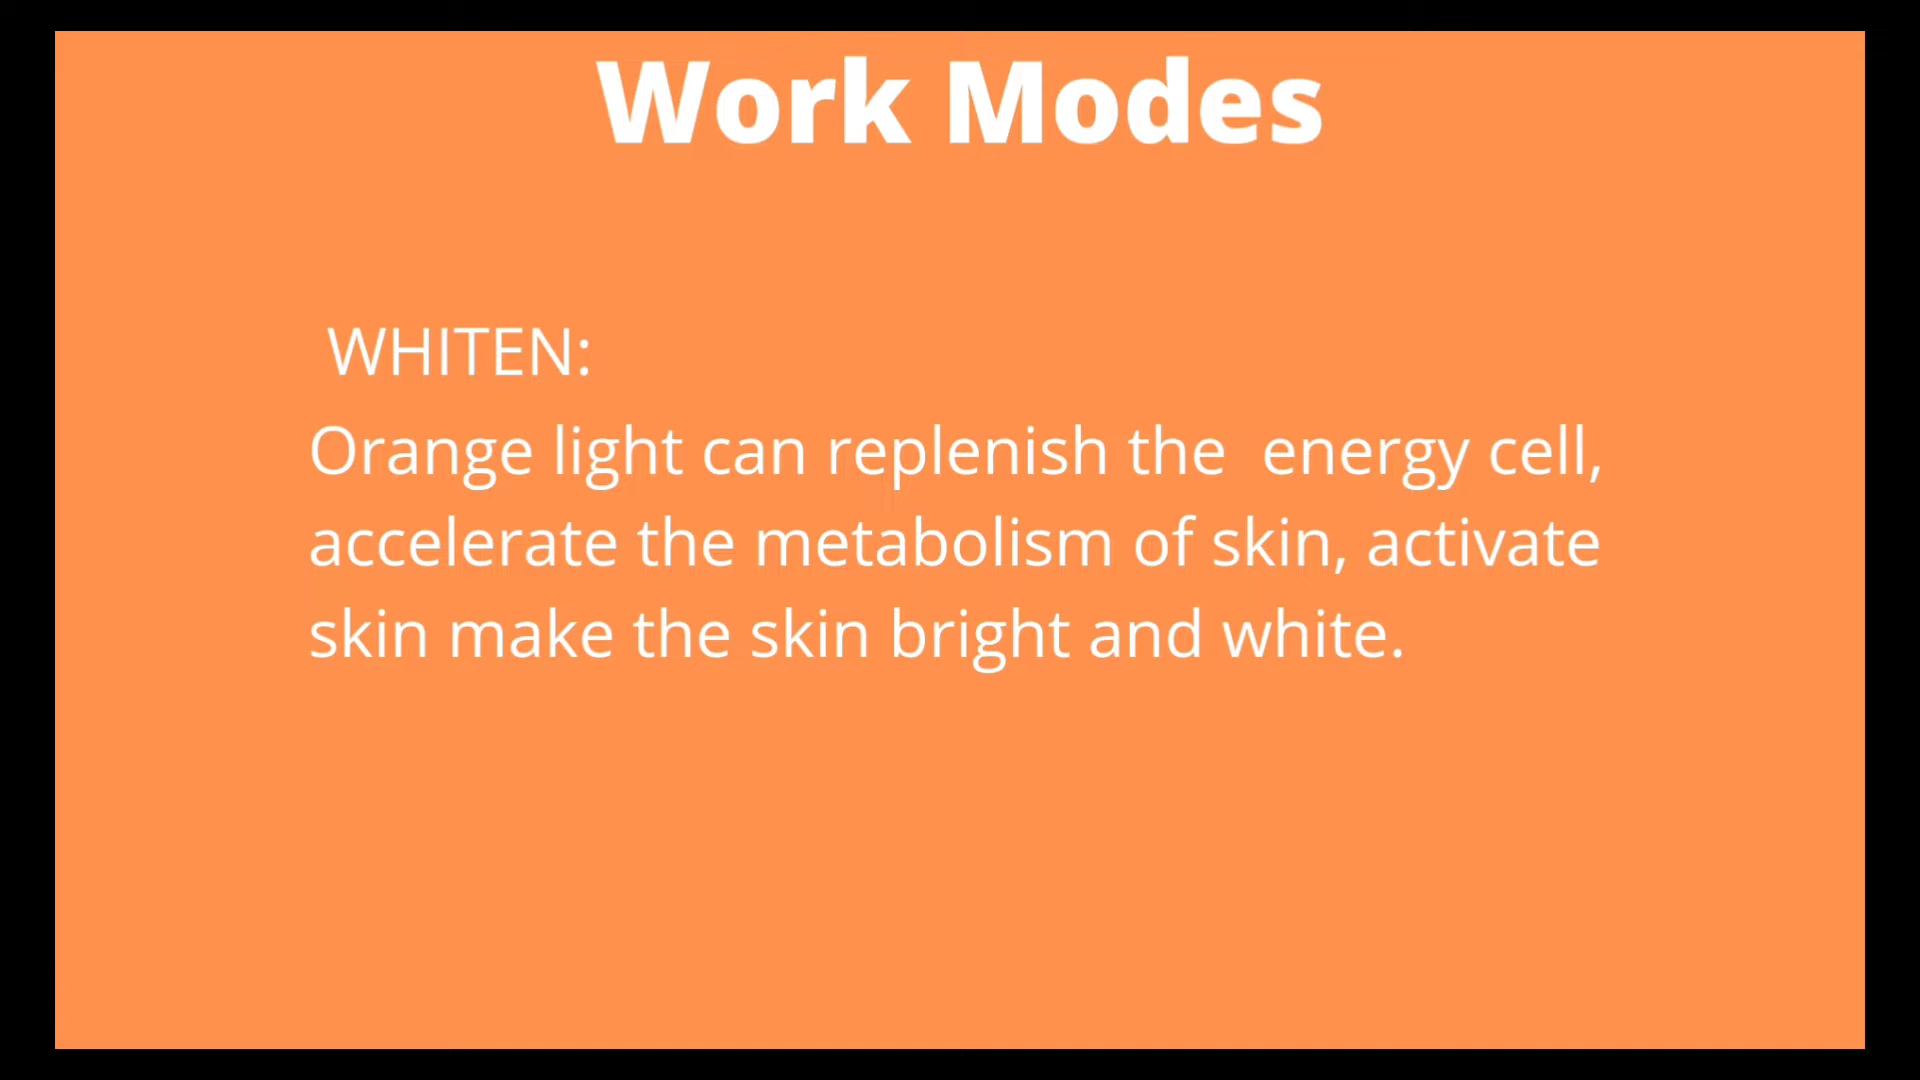 Work Modes
WHITEN:
Orange light can replenish the  energy cell,
accelerate the metabolism of skin, activate
skin make the skin bright and white.